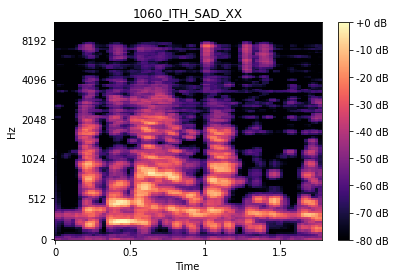 1060_ITH_SAD_XX
Hz
8192
4096
2048
1024
512
0
0
0.5
1
1.5
Time
+0 dB
-10 dB
-20 dB
-30 dB
-40 dB
-50 dB
-60 dB
-70 dB
-80 dB